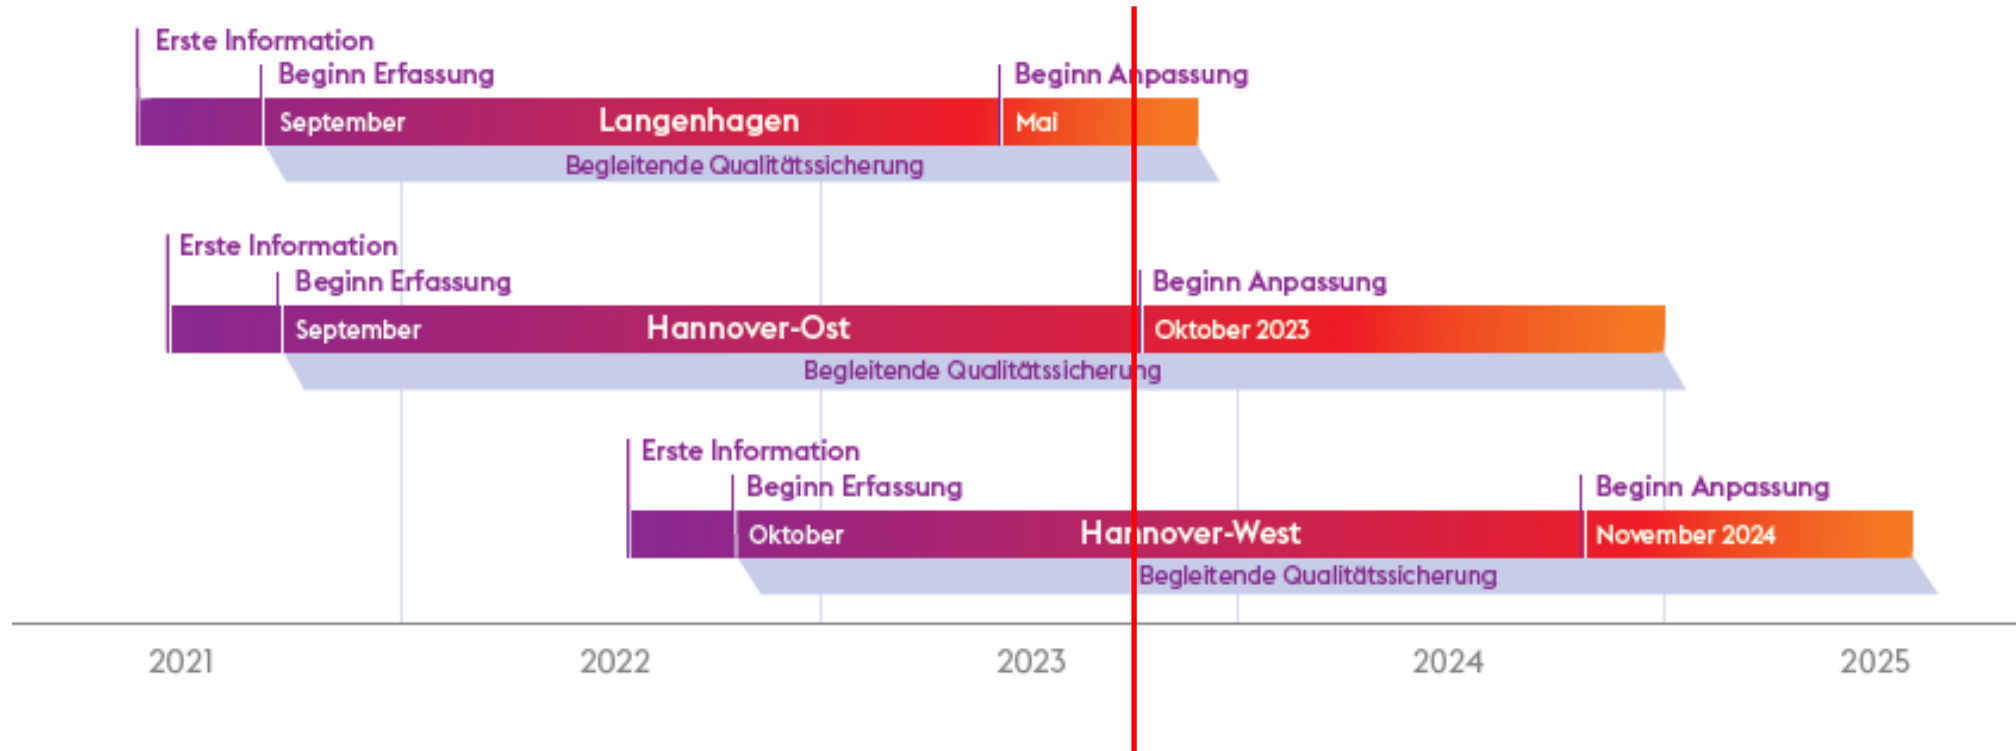 Erste Information
Beginn Erfassung
Beginn Anpassung
September
Langenhagen
Mai
Begleitende Qualitätssicherung
Erste Information
Beginn Erfassung
Beginn Anpassung
September
Hannover-Ost
Oktober 2023
Begleitende Qualitätssicherung
Erste Information
Beginn Erfassung
Beginn Anpassung
Oktober
Hannover-West
November 2024
Begleitende Qualitätssicherung
2021
2022
2023
2024
2025